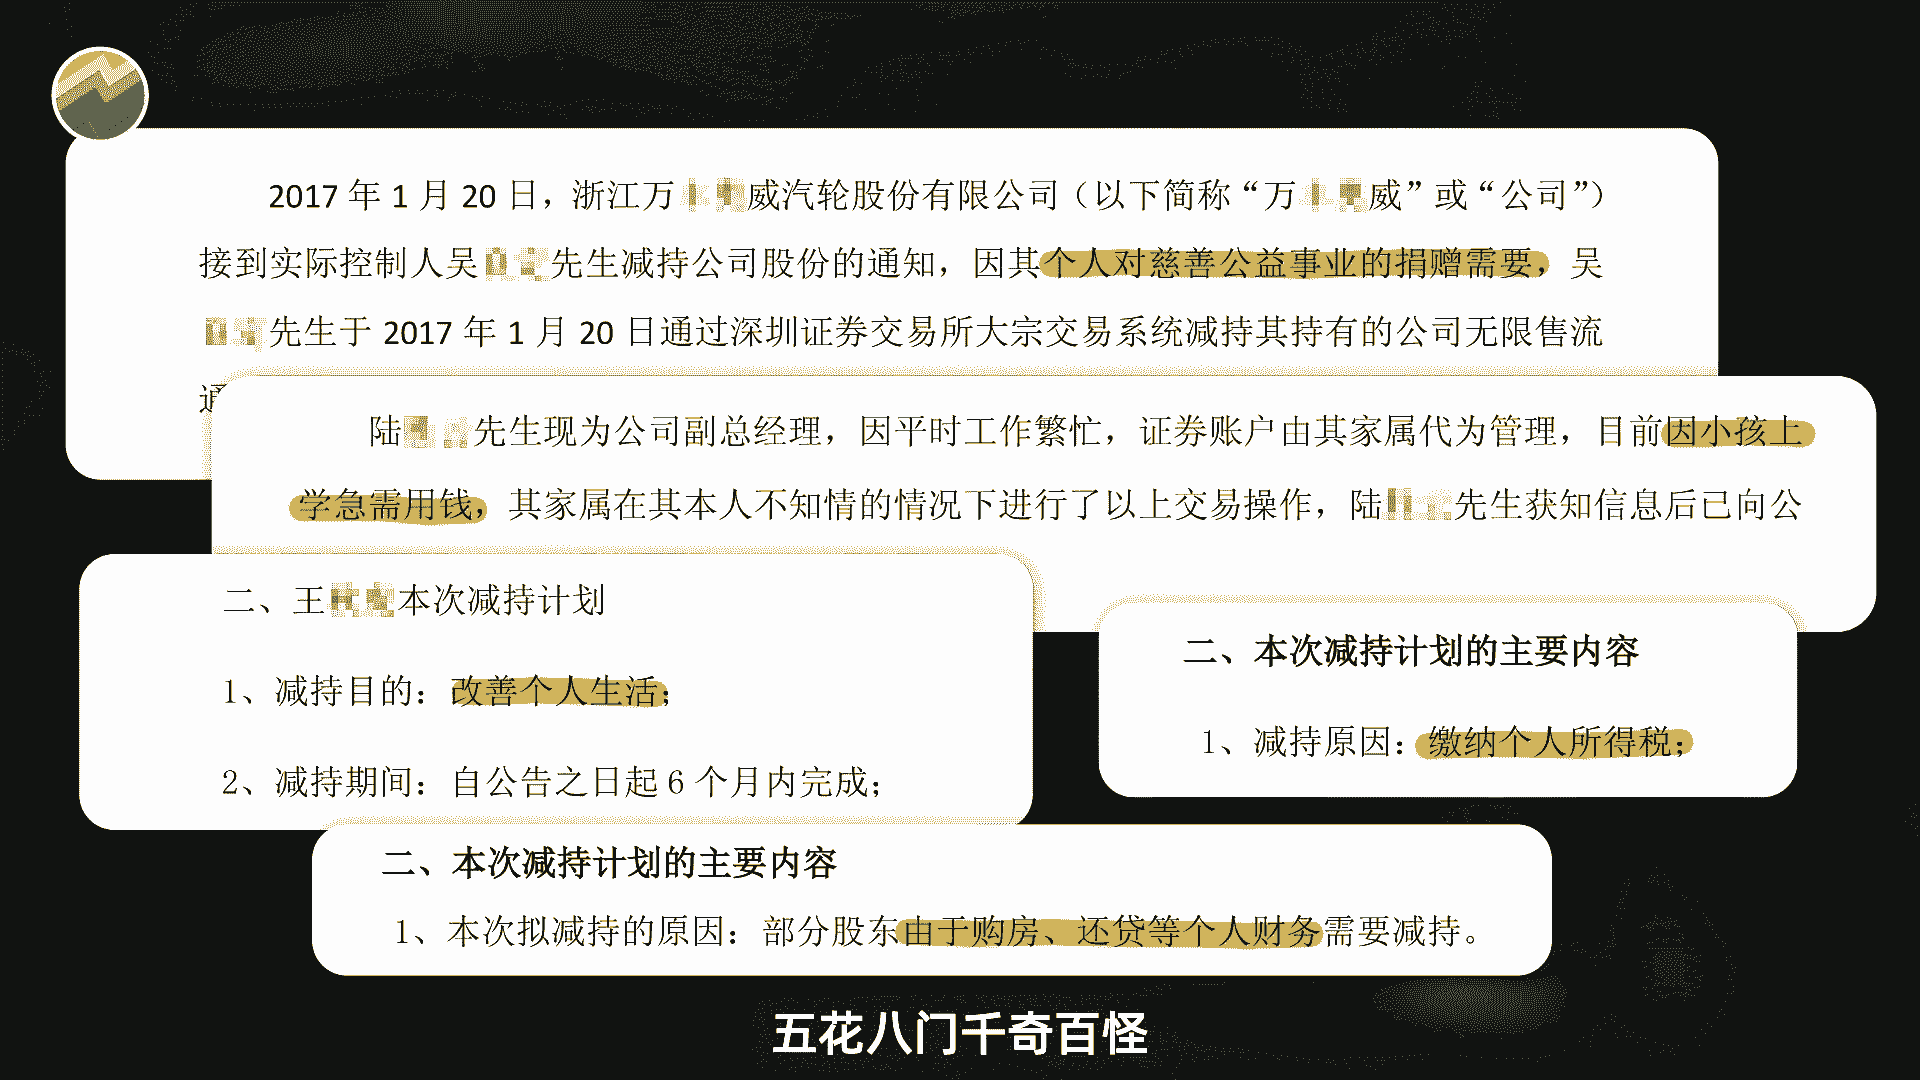 2017 年 1 月 20 日，浙江万威汽轮股份有限公司（以下简称“万威”或“公司”）
接到实际控制人吴先生减持公司股份的通知，因其个人对慈善公益事业的捐赠需要，吴
先生于 2017 年 1 月 20 日通过深圳证券交易所大宗交易系统减持其持有的公司无限售流
陆先生现为公司副总经理，因平时工作繁忙，证券账户由其家属代为管理，目前因小孩上
学急需用钱，其家属在其本人不知情的情况下进行了以上交易操作，陆先生获知信息后已向公
二、王本次减持计划
1、减持目的：改善个人生活；
2、减持期间：自公告之日起 6 个月内完成；
二、本次减持计划的主要内容
1、减持原因：缴纳个人所得税；
二、本次减持计划的主要内容
1、本次拟减持的原因：部分股东由于购房、还贷等个人财务需要减持。
五花八门千奇百怪